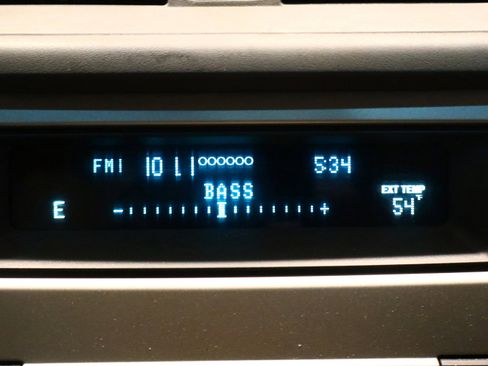 FM1 101.1 5:34
BASS
EXT TEMP
E - + 54°F